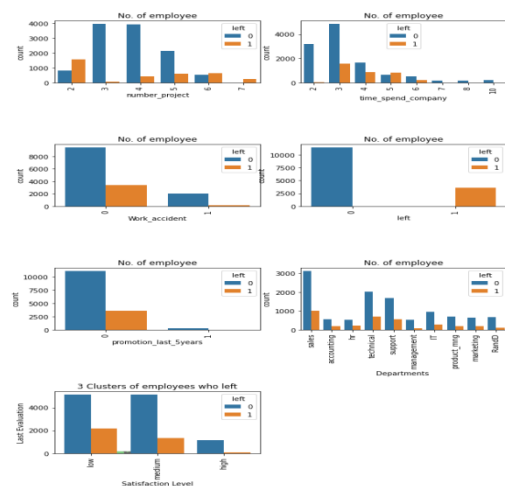 No. of employee
count
4000
3000
2000
1000
0
left
0
1
2
3
4
5
6
7
number_project
No. of employee
count
4000
2000
0
left
0
1
2
3
4
5
6
7
8
10
time_spend_company
No. of employee
count
8000
6000
4000
2000
0
left
0
1
0
1
Work_accident
No. of employee
count
10000
7500
5000
2500
0
left
0
1
0
1
left
No. of employee
count
10000
8000
6000
4000
2000
0
left
0
1
0
1
promotion_last_5years
No. of employee
count
3000
2000
1000
0
left
0
1
sales
accounting
hr
technical
support
management
IT
product_mng
marketing
RandD
Departments
3 Clusters of employees who left
Last Evaluation
4000
2000
0
left
0
1
low
medium
high
Satisfaction Level